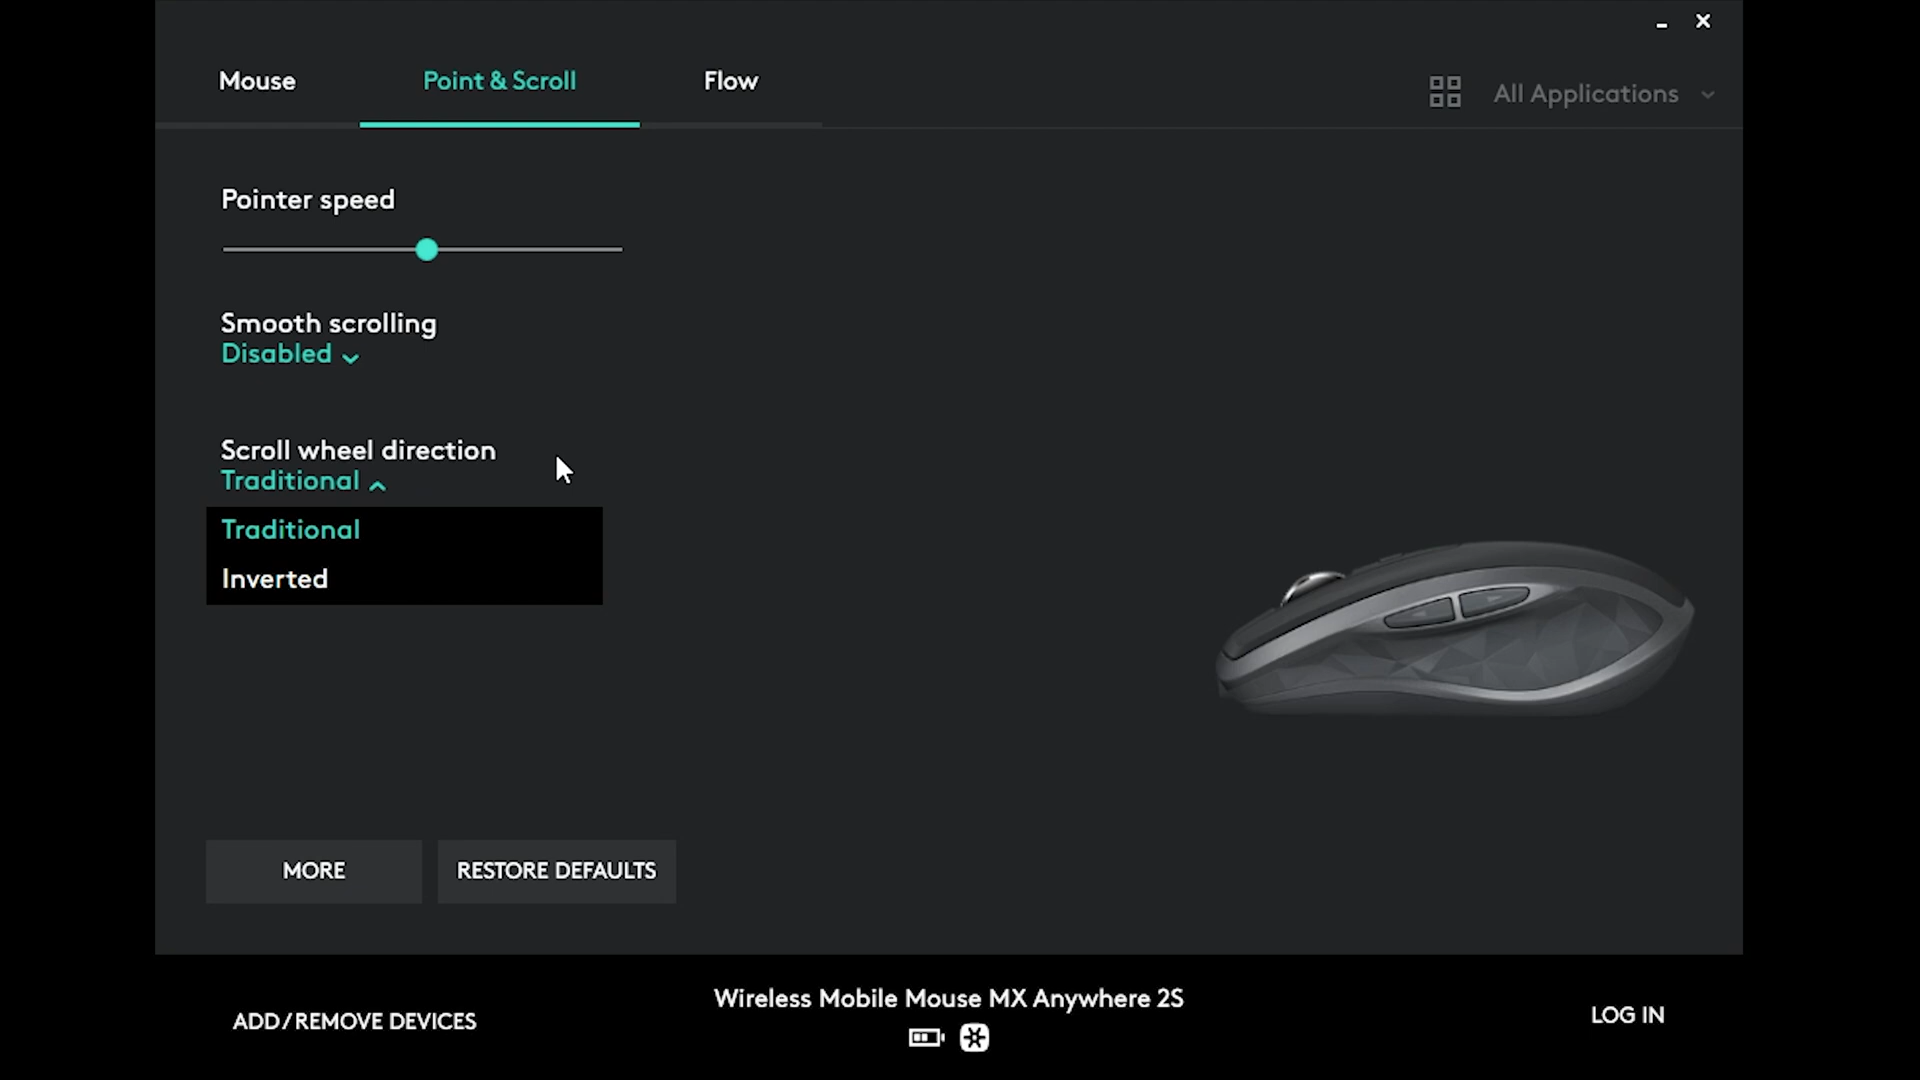 Mouse
Point & Scroll
Flow
All Applications
Pointer speed
Smooth scrolling
Disabled
Scroll wheel direction
Traditional
Traditional
Inverted
MORE
RESTORE DEFAULTS
ADD/REMOVE DEVICES
Wireless Mobile Mouse MX Anywhere 2S
LOG IN